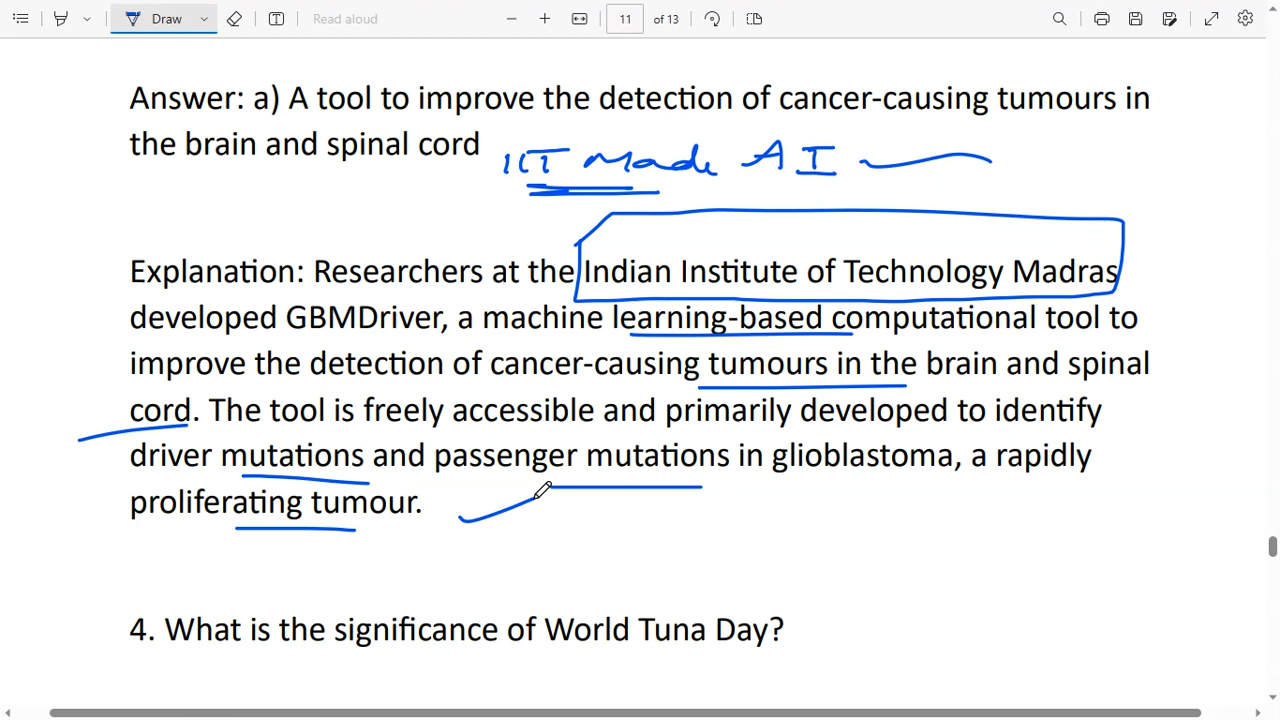 Draw
Read aloud
11 of 13
Answer: a) A tool to improve the detection of cancer-causing tumours in
the brain and spinal cord
IIT Made AI
Explanation: Researchers at the Indian Institute of Technology Madras
developed GBMDriver, a machine learning-based computational tool to
improve the detection of cancer-causing tumours in the brain and spinal
cord. The tool is freely accessible and primarily developed to identify
driver mutations and passenger mutations in glioblastoma, a rapidly
proliferating tumour.
4. What is the significance of World Tuna Day?